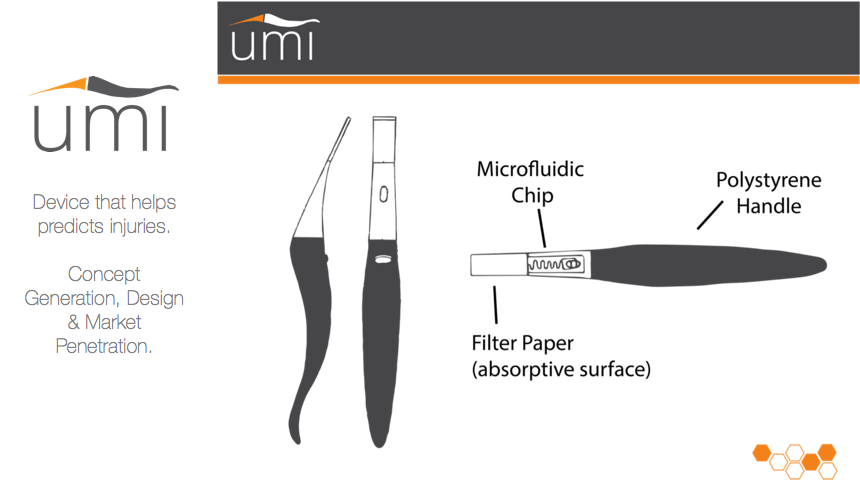 umi
Device that helps
predicts injuries.
Concept
Generation, Design
& Market
Penetration.
umi
Microfluidic
Chip
Polystyrene
Handle
Filter Paper
(absorptive surface)